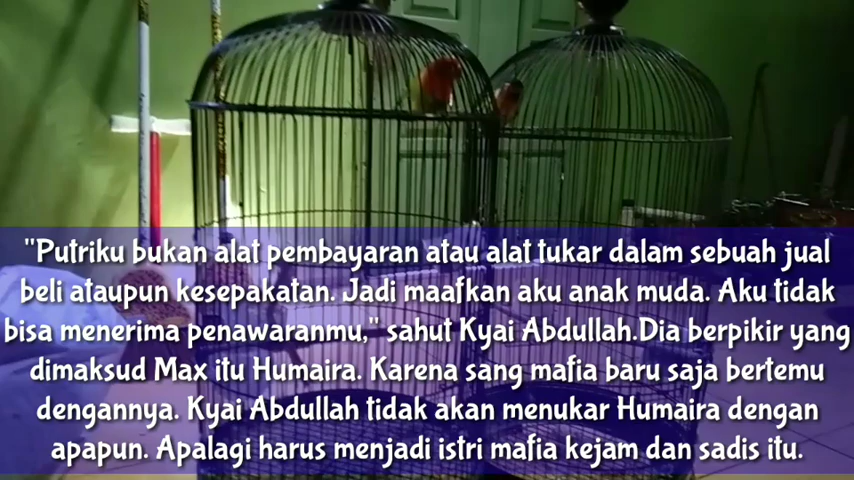 "Putriku bukan alat pembayaran atau alat tukar dalam sebuah jual
beli ataupun kesepakatan. Jadi maafkan aku anak muda. Aku tidak
bisa menerima penawaranmu," sahut Kyai Abdullah.Dia berpikir yang
dimaksud Max itu Humaira. Karena sang mafia baru saja bertemu
dengannya. Kyai Abdullah tidak akan menukar Humaira dengan
apapun. Apalagi harus menjadi istri mafia kejam dan sadis itu.